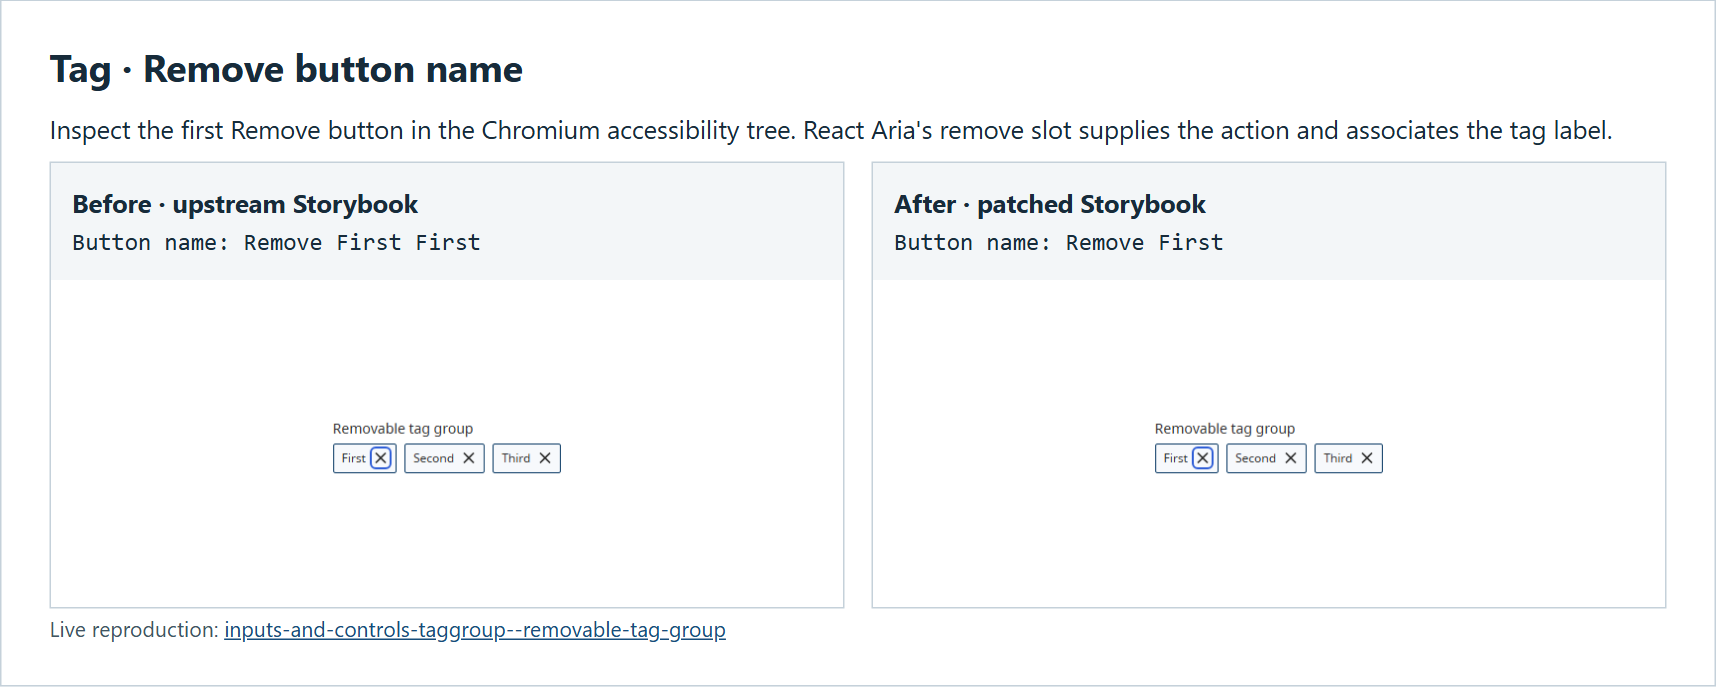 Tag · Remove button name
Inspect the first Remove button in the Chromium accessibility tree. React Aria's remove slot supplies the action and associates the tag label.
Before · upstream Storybook
Button name: Remove First First
Removable tag group
First
Second
Third
After · patched Storybook
Button name: Remove First
Removable tag group
First
Second
Third
Live reproduction: inputs-and-controls-taggroup--removable-tag-group